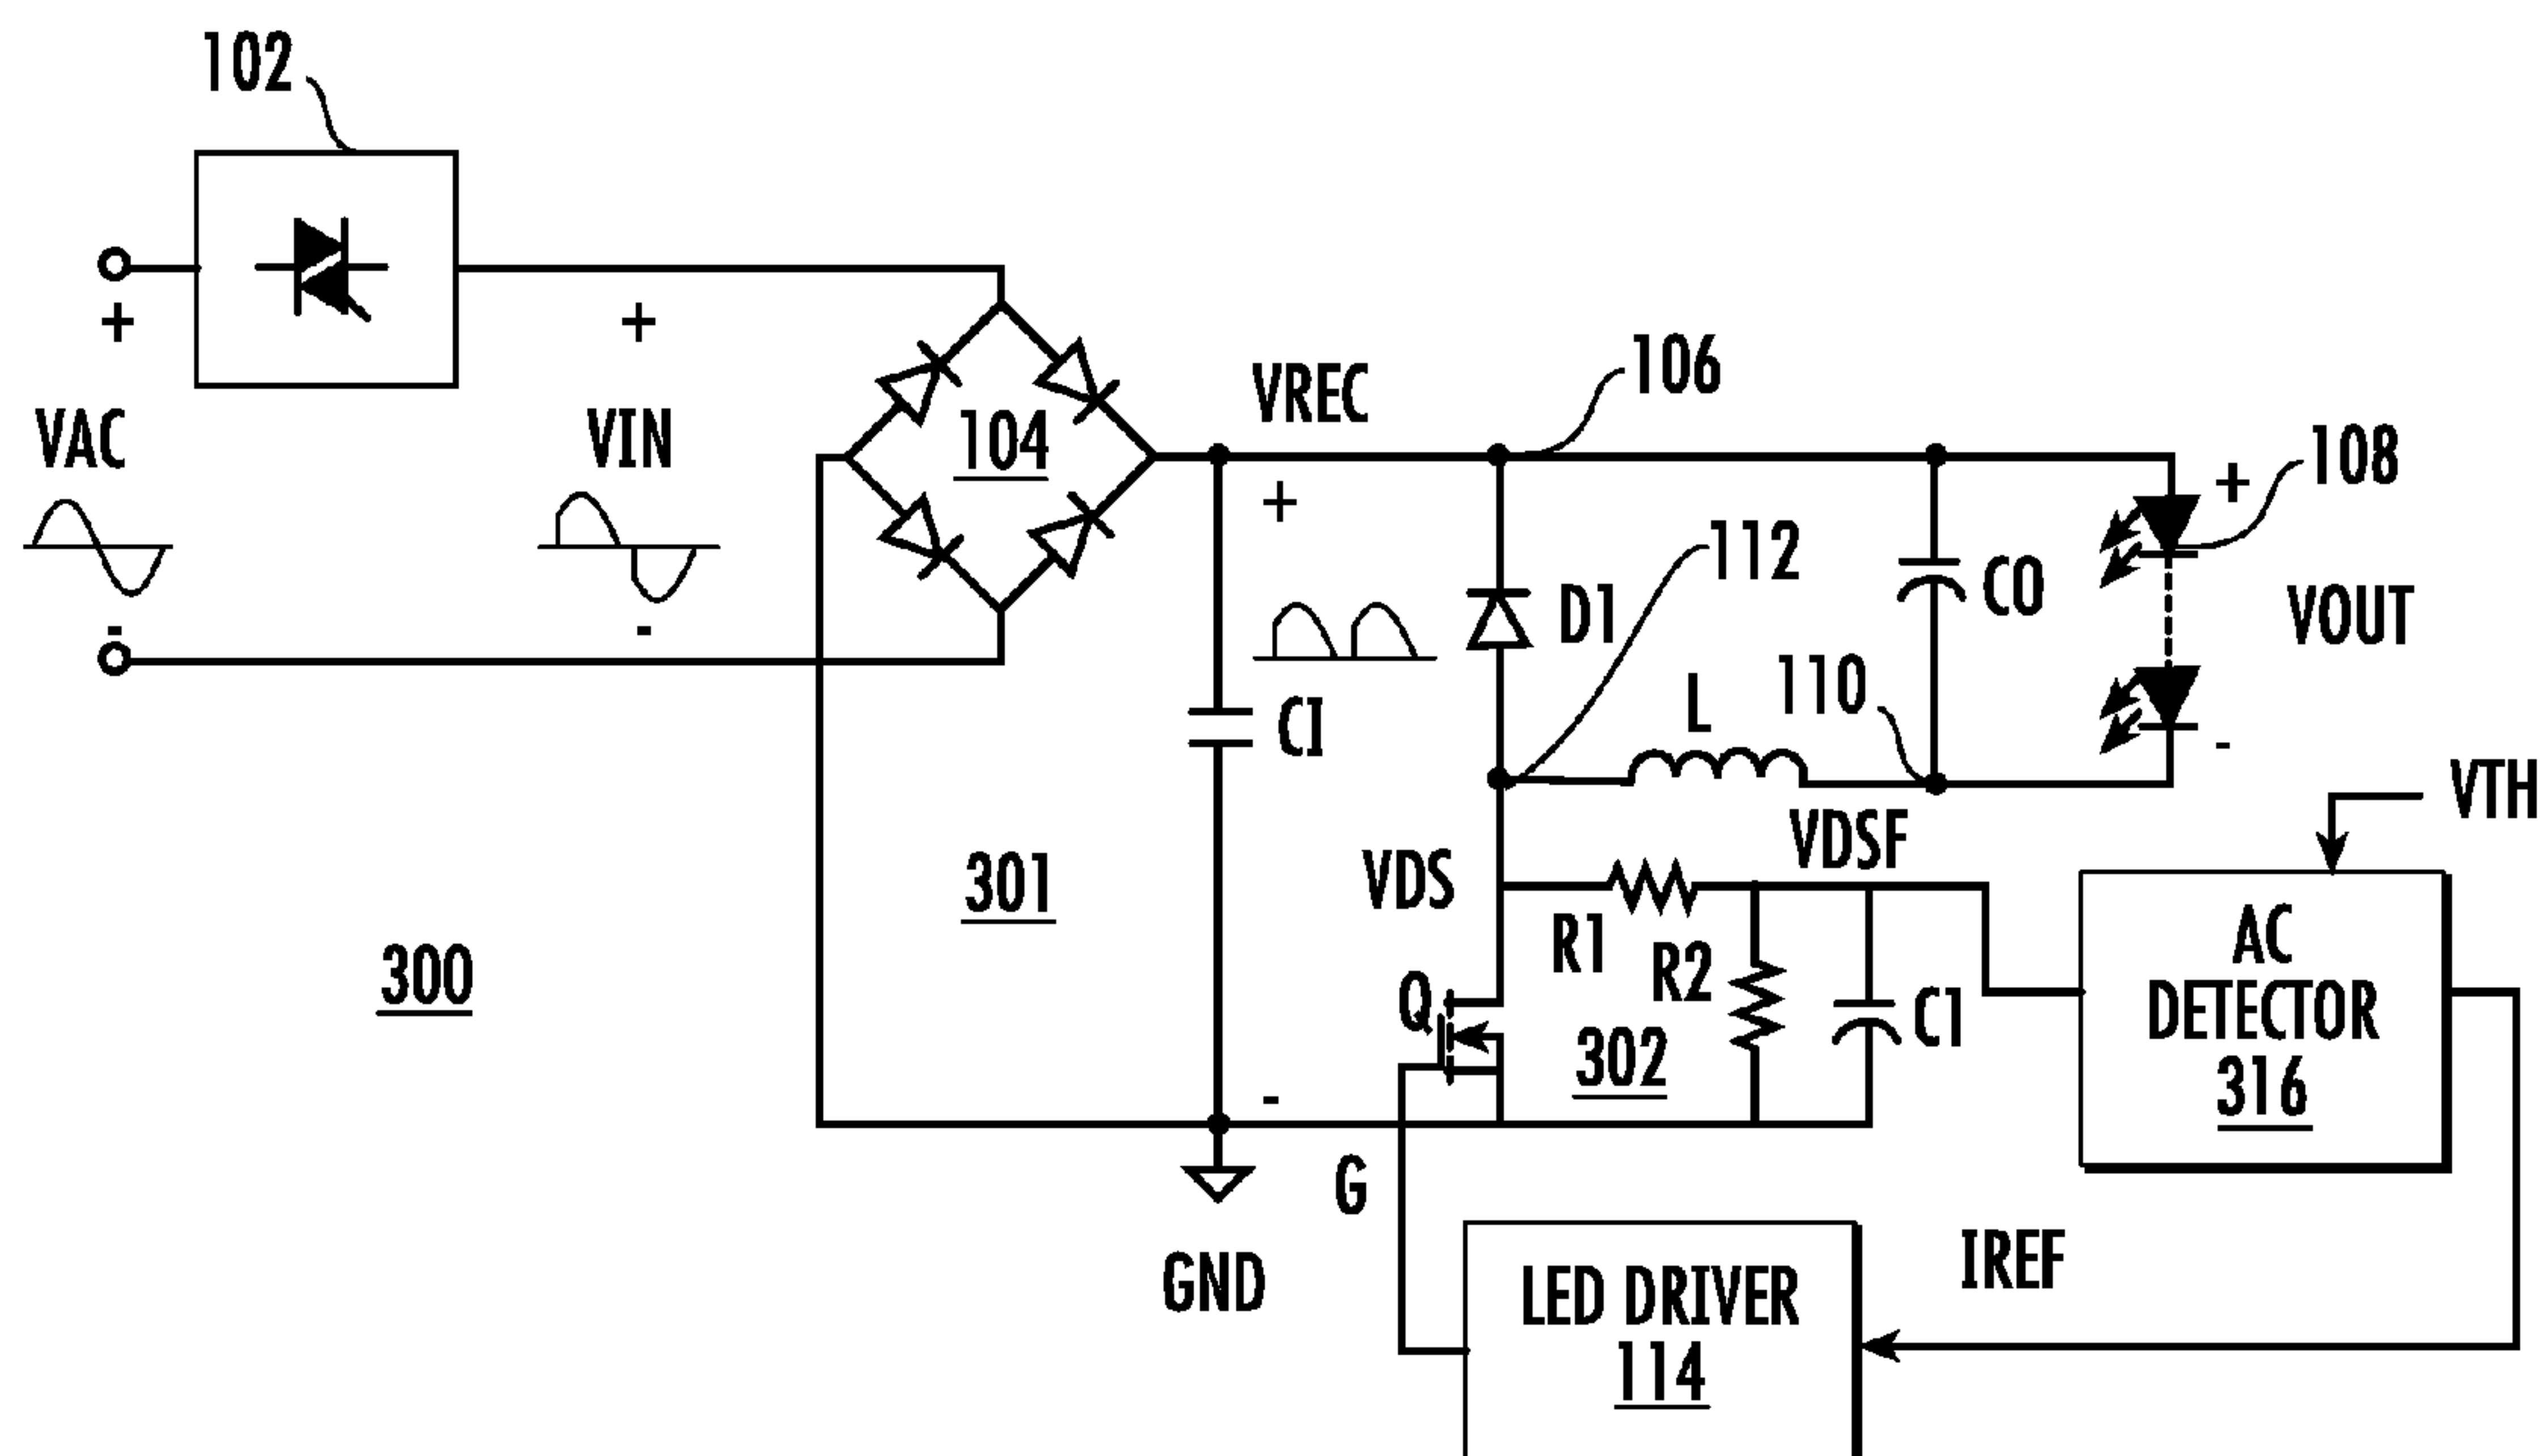 102
+
+
VAC
VIN
-
-
104
VREC
106
+
108
+
VOUT
-
112
D1
CO
110
L
CI
VTH
VDSF
VDS
301
R1
R2
AC
DETECTOR
316
300
Q
302
C1
-
G
GND
IREF
LED DRIVER
114